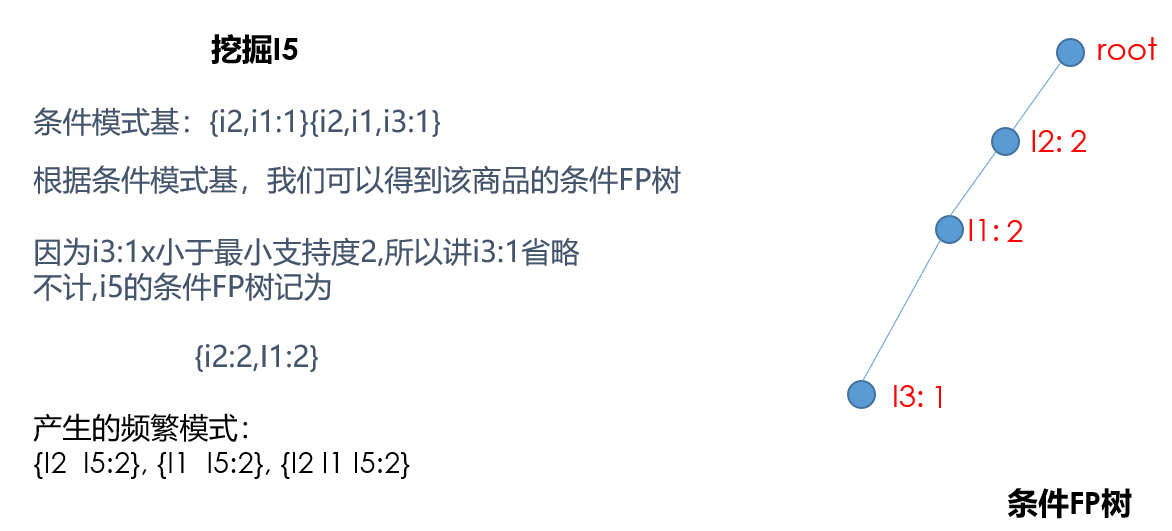 挖掘I5
条件模式基：{i2,i1:1}{i2,i1,i3:1}
根据条件模式基，我们可以得到该商品的条件FP树
因为i3:1x小于最小支持度2,所以讲i3:1省略
不计,i5的条件FP树记为
{i2:2,I1:2}
产生的频繁模式：
{I2  I5:2}, {I1  I5:2}, {I2 I1 I5:2}
root
I2: 2
I1: 2
I3: 1
条件FP树